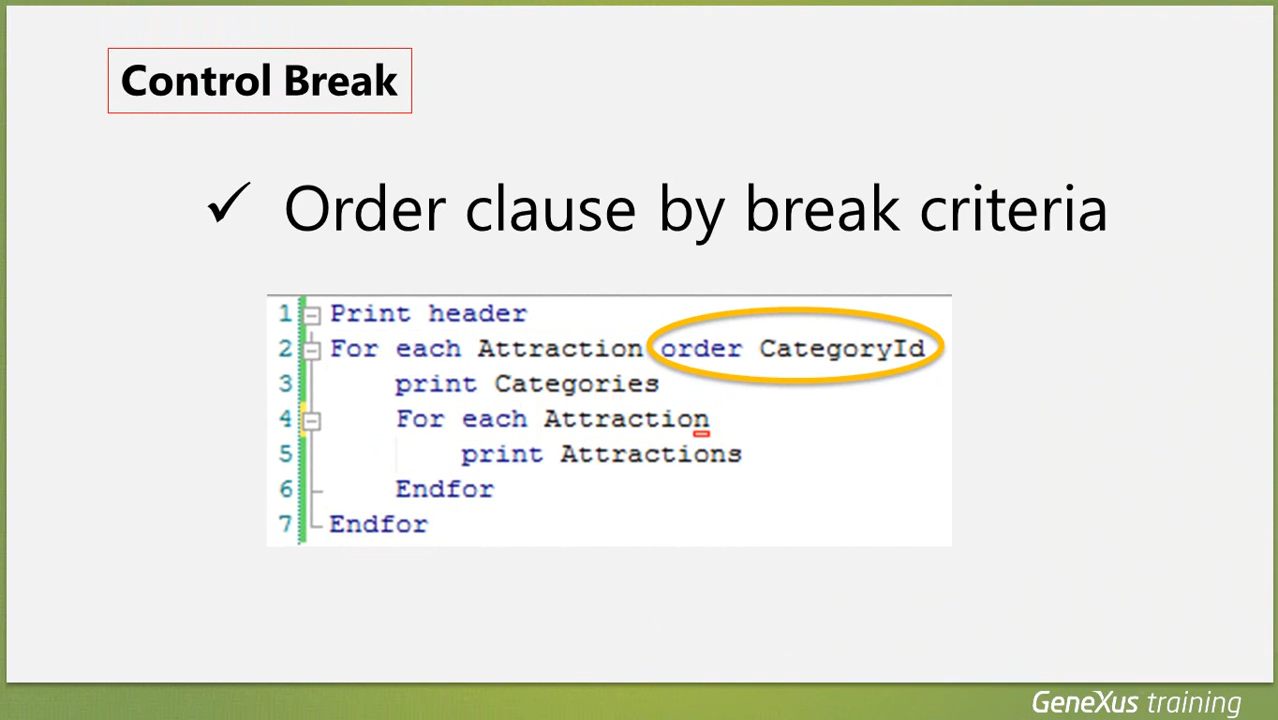 Control Break
✓ Order clause by break criteria
1 Print header
2 For each Attraction order CategoryId
3 print Categories
4 For each Attraction
5 print Attractions
6 Endfor
7 Endfor
GeneXus training